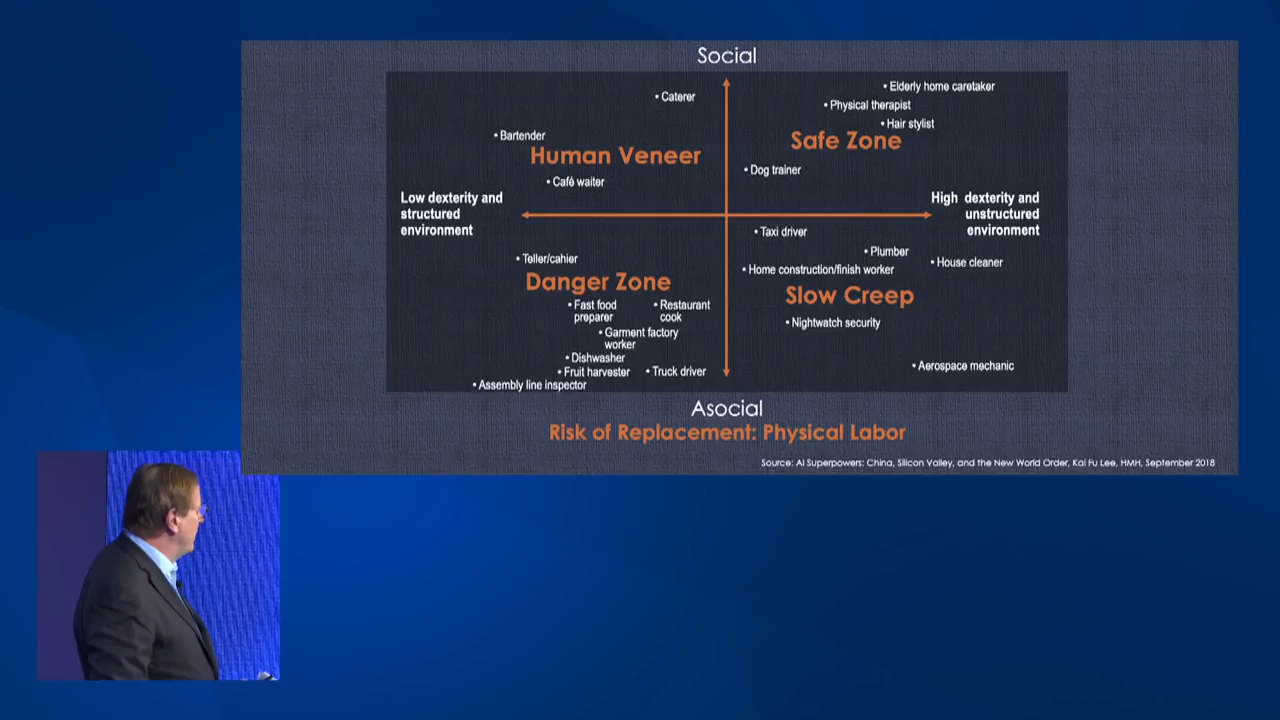 Social
• Elderly home caretaker
• Caterer
• Physical therapist
• Hair stylist
• Bartender
Safe Zone
Human Veneer
• Dog trainer
• Café waiter
Low dexterity and
structured
environment
High dexterity and
unstructured
environment
• Taxi driver
• Plumber
• Teller/cahier
• House cleaner
• Home construction/finish worker
Danger Zone
Slow Creep
• Fast food
preparer
• Restaurant
cook
• Nightwatch security
• Garment factory
worker
• Dishwasher
• Fruit harvester
• Truck driver
• Aerospace mechanic
• Assembly line inspector
Asocial
Risk of Replacement: Physical Labor
Source: AI Superpowers: China, Silicon Valley, and the New World Order, Kai Fu Lee, HMH, September 2018